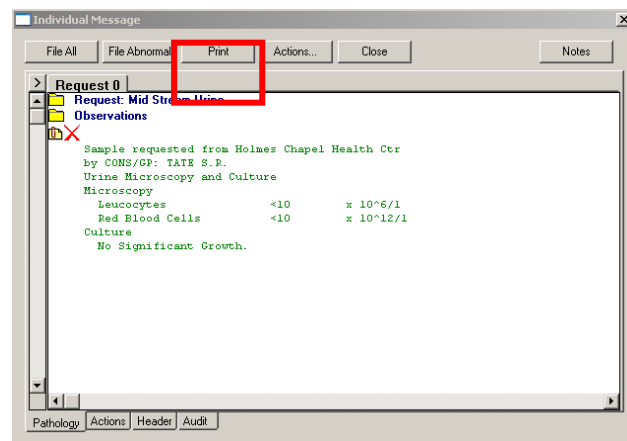 Individual Message
File All File Abnormal Print Actions... Close Notes
> Request 0
Request: Mid Stream Urine
Observations
Sample requested from Holmes Chapel Health Ctr
by CONS/GP: TATE S.R.
Urine Microscopy and Culture
Microscopy
Leucocytes <10 x 10^6/l
Red Blood Cells <10 x 10^12/l
Culture
No Significant Growth.
Pathology Actions Header Audit